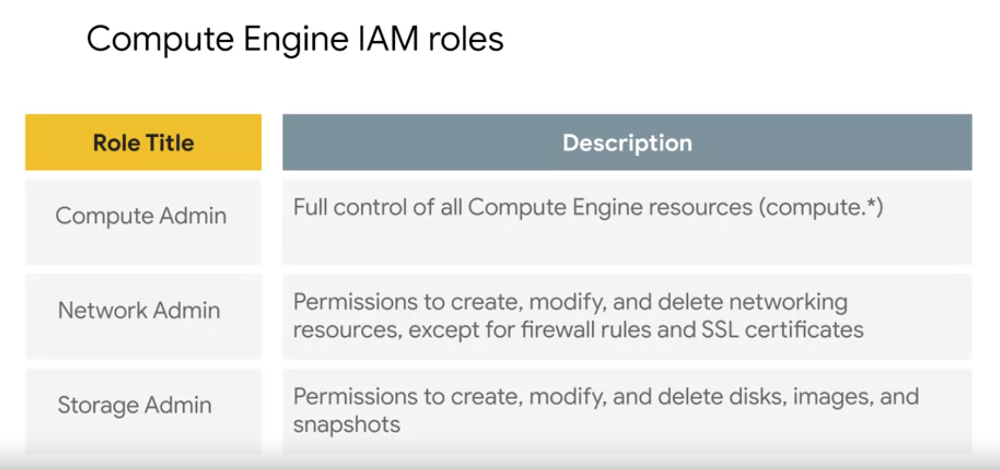 Compute Engine IAM roles
Role Title
Description
Compute Admin
Full control of all Compute Engine resources (compute.*)
Network Admin
Permissions to create, modify, and delete networking
resources, except for firewall rules and SSL certificates
Storage Admin
Permissions to create, modify, and delete disks, images, and
snapshots